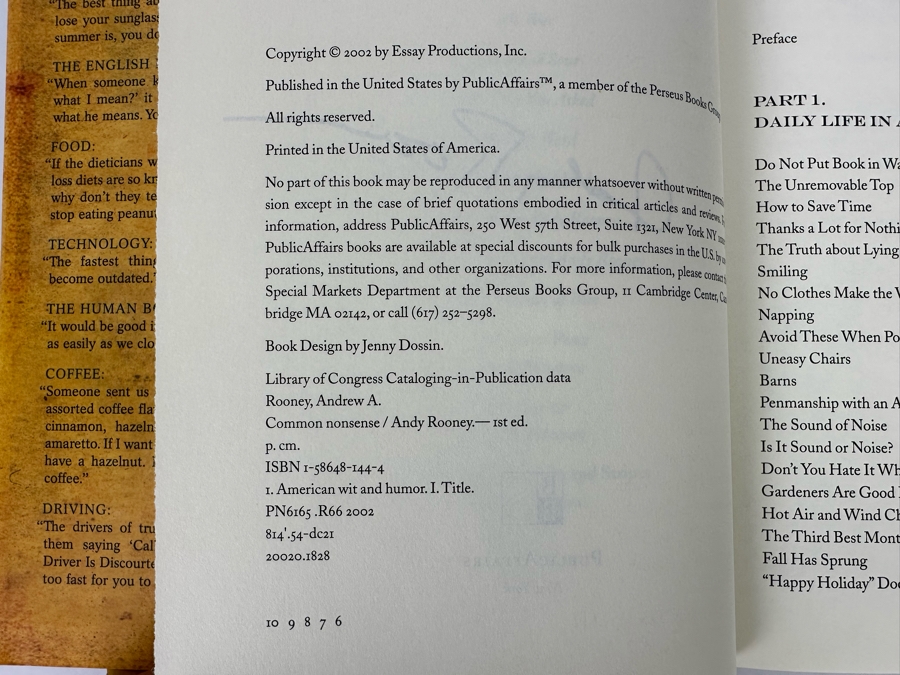 "The best thing ab
lose your sunglass
summer is, you do
THE ENGLISH
"When someone k
what I mean?' it
what he means. Yo
FOOD:
"If the dieticians w
loss diets are so kn
why don't they te
stop eating peanu
TECHNOLOGY:
"The fastest thin
become outdated."
THE HUMAN B
"It would be good i
as easily as we clo
COFFEE:
"Someone sent us
assorted coffee fla
cinnamon, hazeln
amaretto. If I want
have a hazelnut.
coffee."
DRIVING:
"The drivers of tru
them saying 'Cal
Driver Is Discourte
too fast for you to
Copyright © 2002 by Essay Productions, Inc.
Published in the United States by PublicAffairs™, a member of the Perseus Books Group
All rights reserved.
Printed in the United States of America.
No part of this book may be reproduced in any manner whatsoever without written
sion except in the case of brief quotations embodied in critical articles and reviews.
information, address PublicAffairs, 250 West 57th Street, Suite 1321, New York NY
PublicAffairs books are available at special discounts for bulk purchases in the U.S. by
porations, institutions, and other organizations. For more information, please contact
Special Markets Department at the Perseus Books Group, 11 Cambridge Center,
bridge MA 02142, or call (617) 252-5298.
Book Design by Jenny Dossin.
Library of Congress Cataloging-in-Publication data
Rooney, Andrew A.
Common nonsense / Andy Rooney.— 1st ed.
p. cm.
ISBN 1-58648-144-4
1. American wit and humor. I. Title.
PN6165 .R66 2002
814'.54-dc21
20020.1828
10 9 8 7 6
Preface
PART 1.
DAILY LIFE IN
Do Not Put Book in Wa
The Unremovable Top
How to Save Time
Thanks a Lot for Nothi
The Truth about Lying
Smiling
No Clothes Make the
Napping
Avoid These When Po
Uneasy Chairs
Barns
Penmanship with an A
The Sound of Noise
Is It Sound or Noise?
Don't You Hate It Wh
Gardeners Are Good
Hot Air and Wind Ch
The Third Best Mont
Fall Has Sprung
"Happy Holiday" Doe